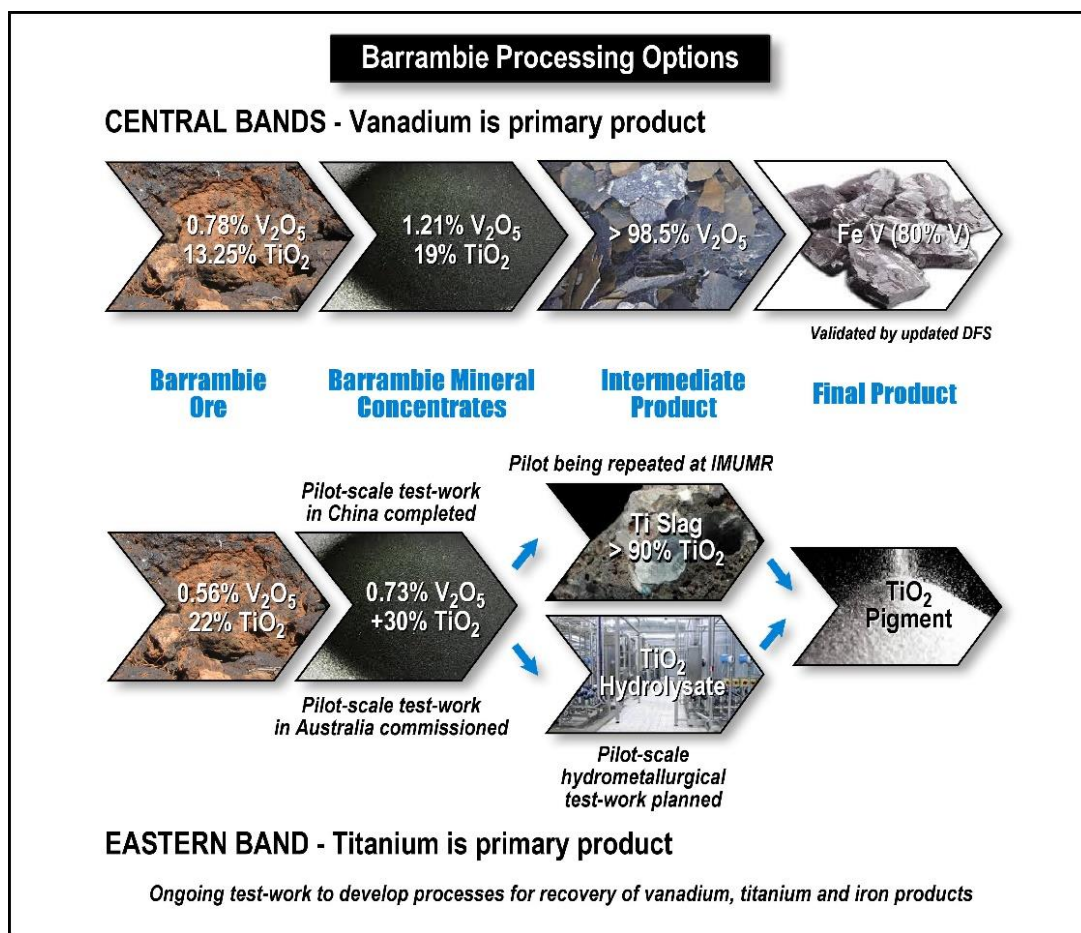 Barrambie Processing Options
CENTRAL BANDS - Vanadium is primary product
0.78% V₂O₅
13.25% TiO₂
1.21% V₂O₅
19% TiO₂
> 98.5% V₂O₅
Fe V (80% V)
Validated by updated DFS
Barrambie
Ore
Barrambie Mineral
Concentrates
Intermediate
Product
Final Product
Pilot being repeated at IMUMR
Pilot-scale test-work
in China completed
0.56% V₂O₅
22% TiO₂
0.73% V₂O₅
+30% TiO₂
Ti Slag
> 90% TiO₂
TiO₂
Hydrolysate
TiO₂
Pigment
Pilot-scale test-work
in Australia commissioned
Pilot-scale
hydrometallurgical
test-work planned
EASTERN BAND - Titanium is primary product
Ongoing test-work to develop processes for recovery of vanadium, titanium and iron products